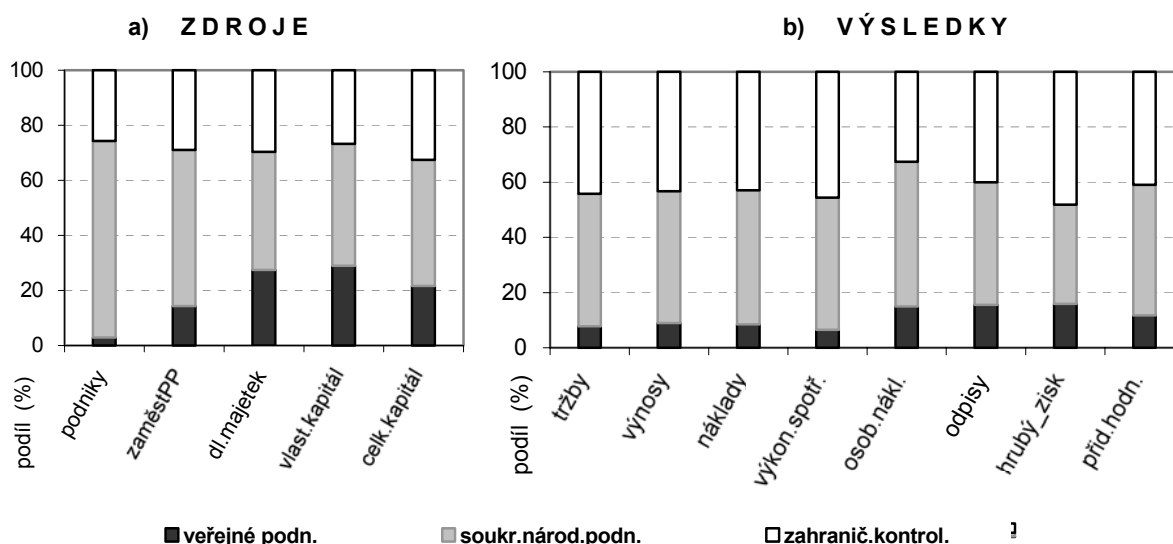 a) Z D R O J E
100
80
60
40
20
0
podíl (%)
podniky
zaměstPP
dl.majetek
vlast.kapitál
celk.kapitál
b) V Ý S L E D K Y
100
80
60
40
20
0
podíl (%)
tržby
výnosy
náklady
výkon.spotř.
osob.nákl.
odpisy
hrubý_zisk
přid.hodn.
veřejné podn.
soukr.národ.podn.
zahranič.kontrol.